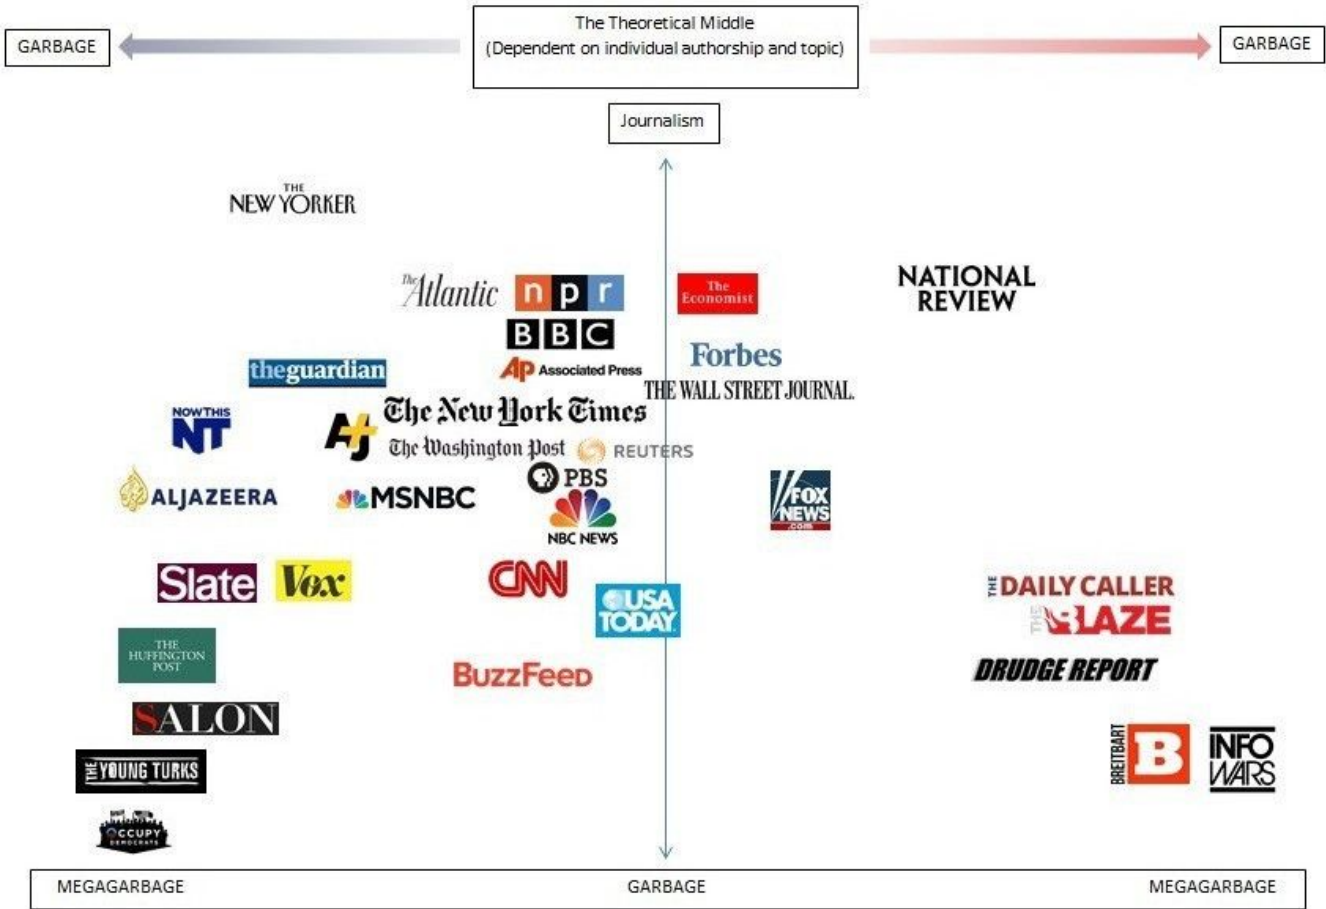 The Theoretical Middle
(Dependent on individual authorship and topic)
GARBAGE
GARBAGE
Journalism
THE
NEW YORKER
The Atlantic
npr
The
Economist
NATIONAL
REVIEW
BBC
Forbes
theguardian
AP Associated Press
THE WALL STREET JOURNAL.
NOWTHIS
NT
AJ+
The New York Times
The Washington Post
REUTERS
PBS
ALJAZEERA
MSNBC
NBC NEWS
FOX
NEWS
.com
Slate
Vox
CNN
USA
TODAY
THE DAILY CALLER
THE BLAZE
THE
HUFFINGTON
POST
BuzzFeed
DRUDGE REPORT
SALON
BREITBART
B
INFO
WARS
THE YOUNG TURKS
OCCUPY
DEMOCRATS
MEGAGARBAGE
GARBAGE
MEGAGARBAGE